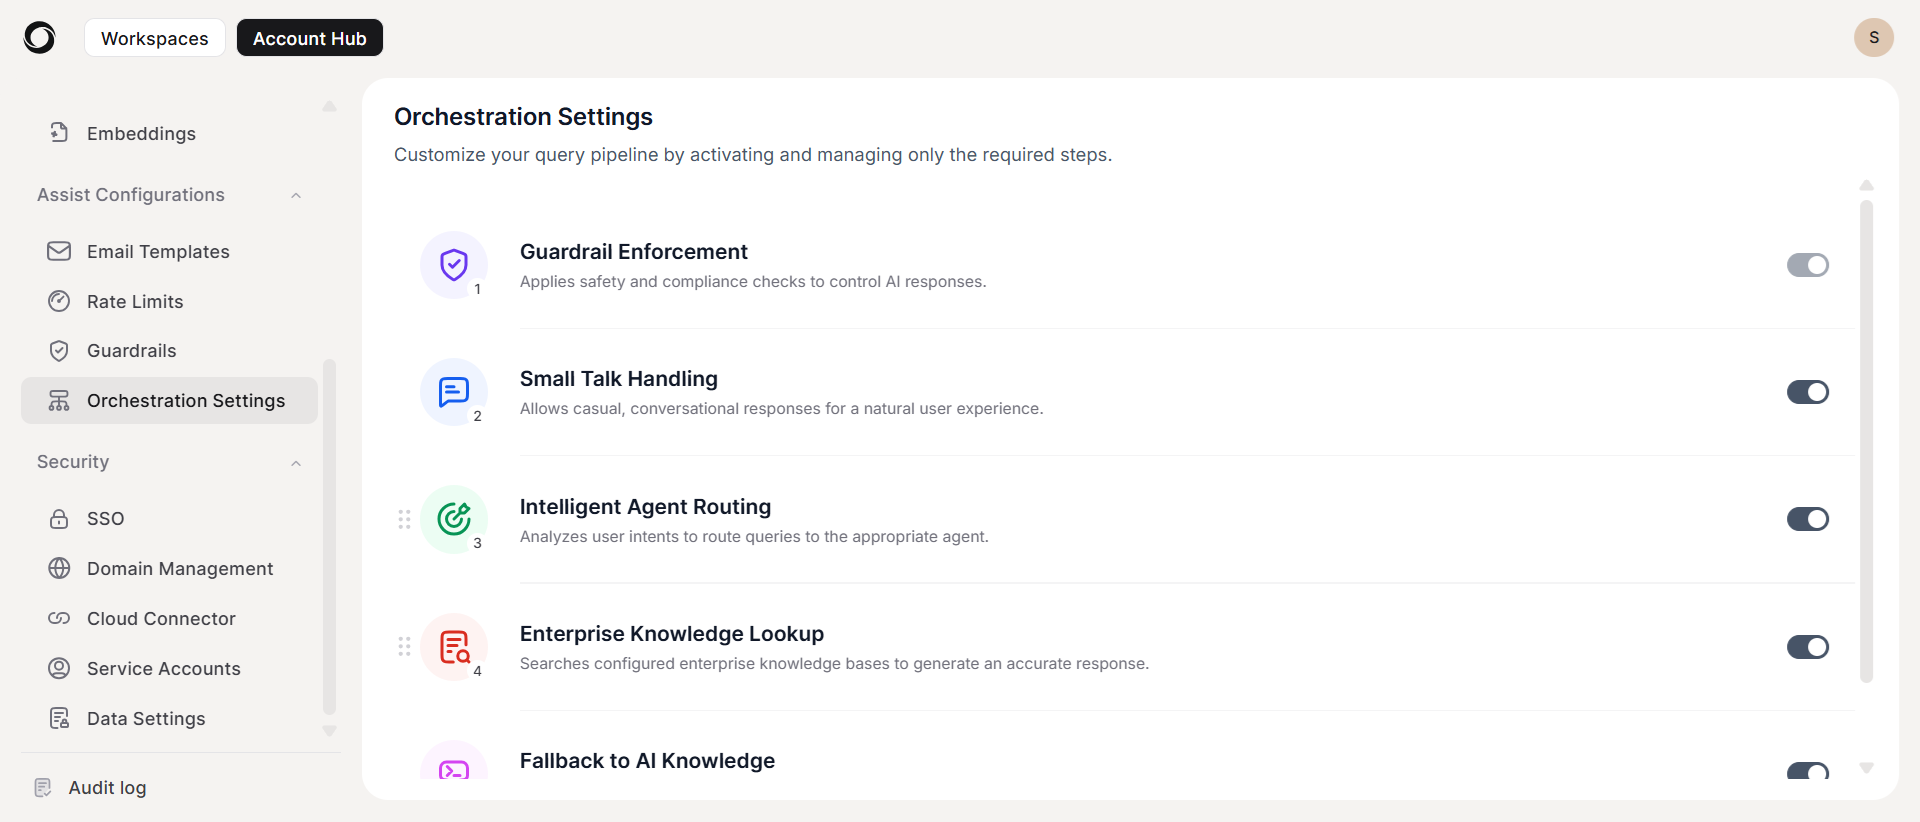 Workspaces
Account Hub
S
Embeddings
Assist Configurations
Email Templates
Rate Limits
Guardrails
Orchestration Settings
Security
SSO
Domain Management
Cloud Connector
Service Accounts
Data Settings
Audit log
Orchestration Settings
Customize your query pipeline by activating and managing only the required steps.
1
Guardrail Enforcement
Applies safety and compliance checks to control AI responses.
2
Small Talk Handling
Allows casual, conversational responses for a natural user experience.
3
Intelligent Agent Routing
Analyzes user intents to route queries to the appropriate agent.
4
Enterprise Knowledge Lookup
Searches configured enterprise knowledge bases to generate an accurate response.
Fallback to AI Knowledge